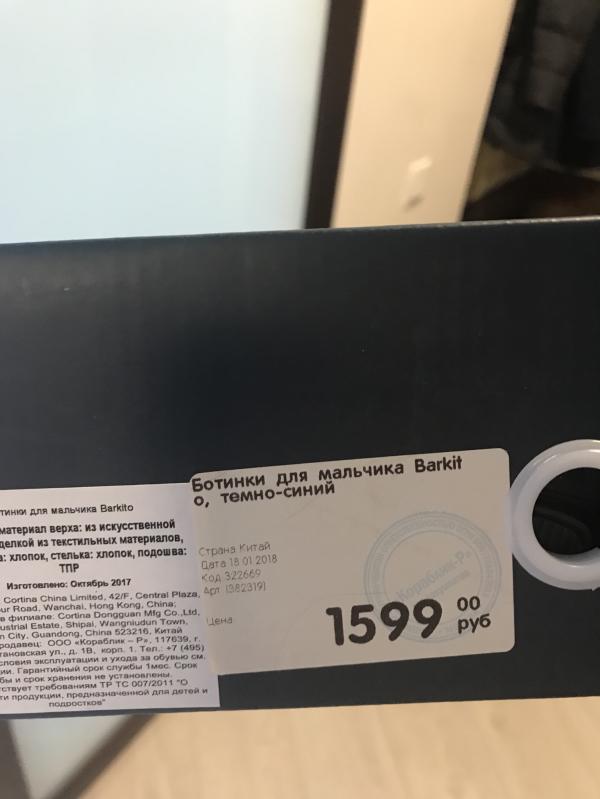 Ботинки для мальчика Barkit
о, темно-синий
Страна Китай
Дата 18.01.2018
Код 322669
Арт (382319)
Цена
1599 00 руб
Кораблик-Р
тинки для мальчика Barkito
материал верха: из искусственной
делкой из текстильных материалов,
а: хлопок, стелька: хлопок, подошва:
ТПР
Изготовлено: Октябрь 2017
Cortina China Limited, 42/F, Central Plaza,
our Road, Wanchai, Hong Kong, China;
в филиале: Cortina Dongguan Mfg Co.,Ltd,
ustrial Estate, Shipai, Wangniudun Town,
n City, Guandong, China 523216, Китай
родавец: ООО «Кораблик – Р», 117639, г.
тановская ул., д. 1В, корп. 1. Тел.: +7 (495)
словия эксплуатации и ухода за обувью см.
ии. Гарантийный срок службы 1мес. Срок
бы и срок хранения не установлены.
тствует требованиям ТР ТС 007/2011 "О
ти продукции, предназначенной для детей и
подростков"